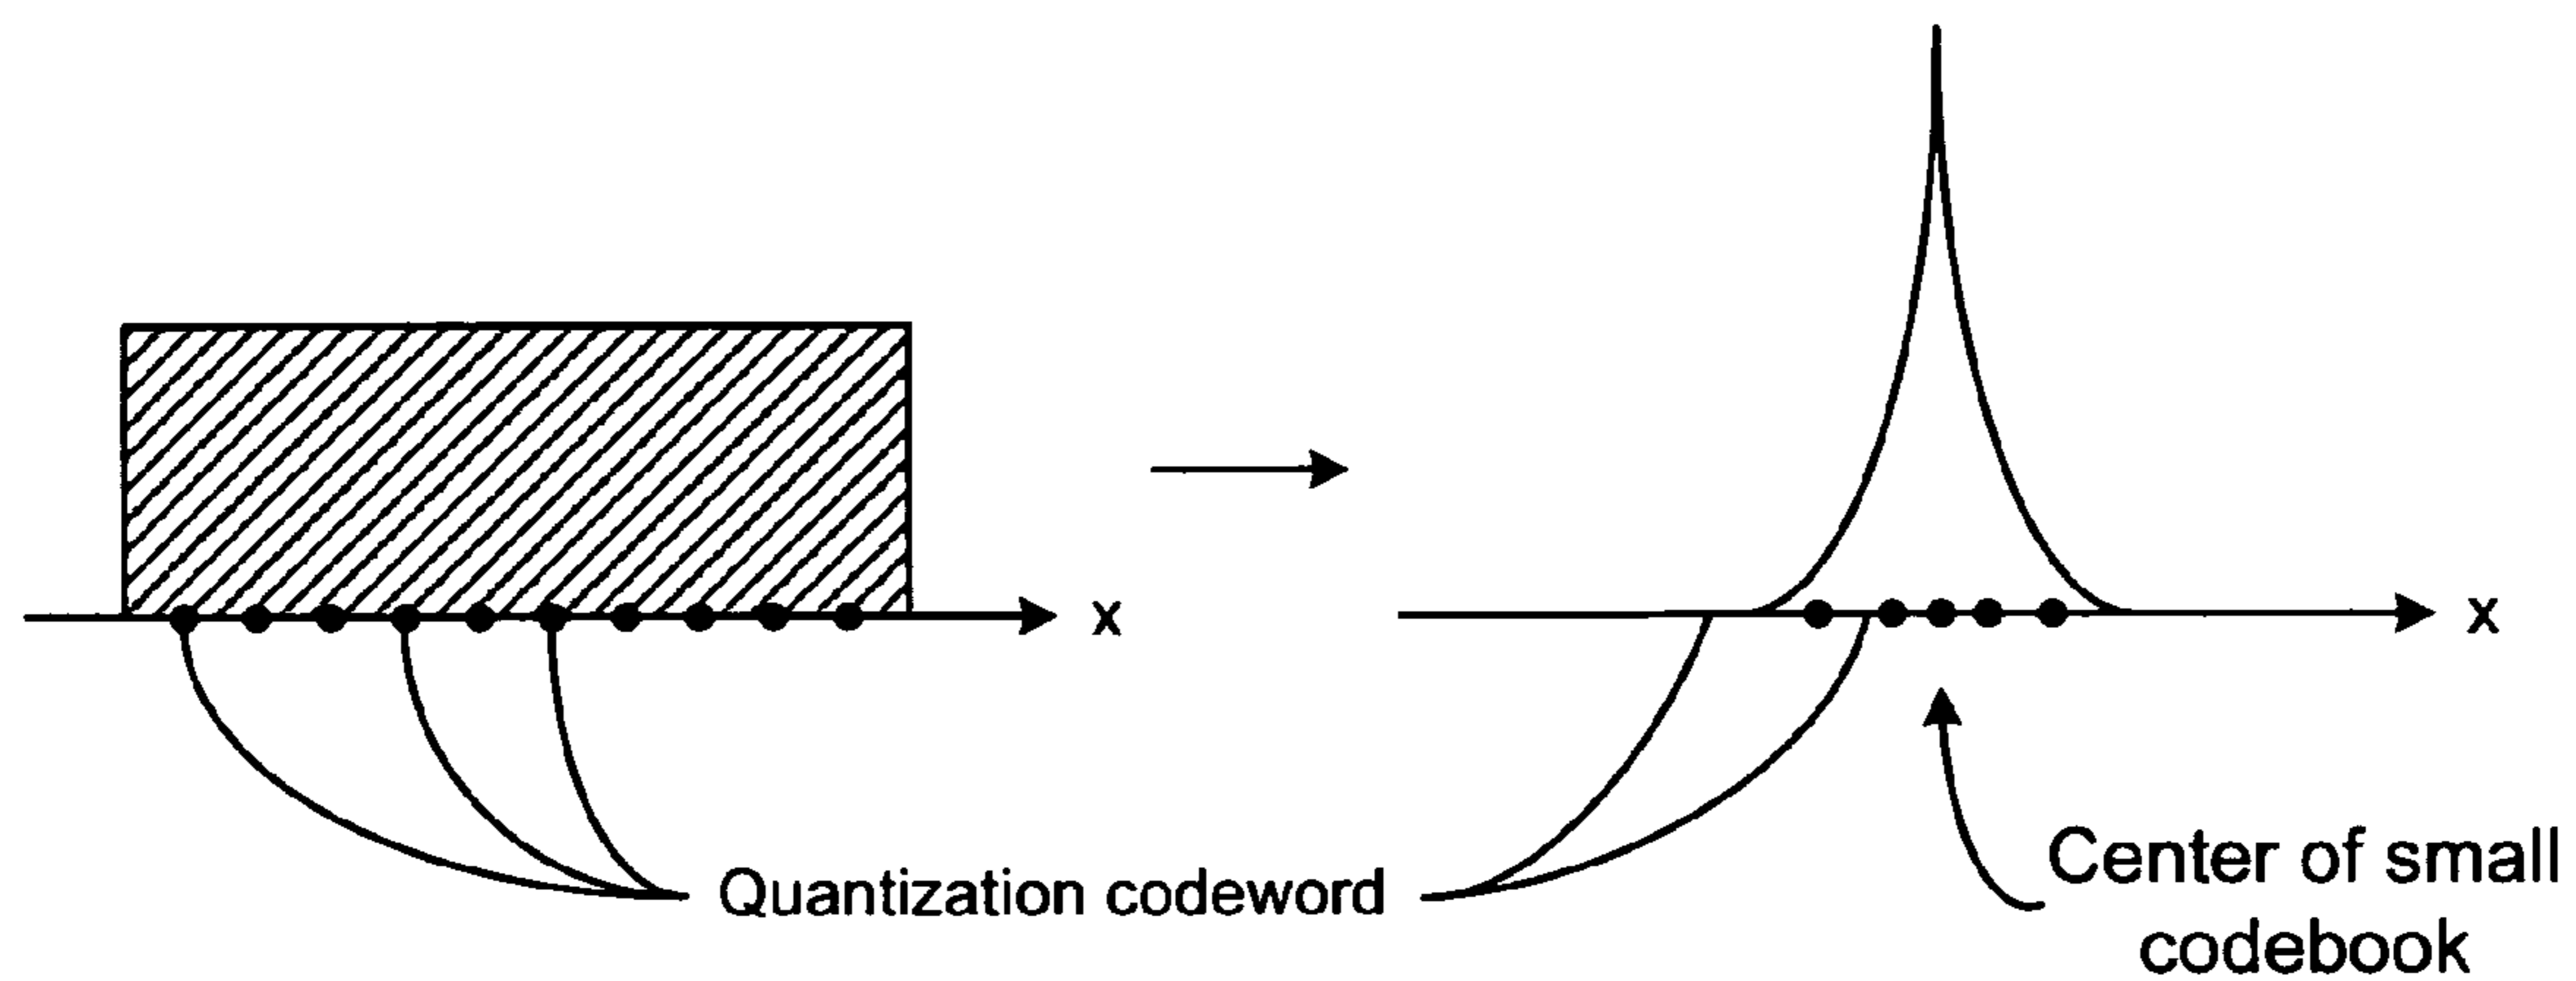 x
x
Quantization codeword
Center of small
codebook